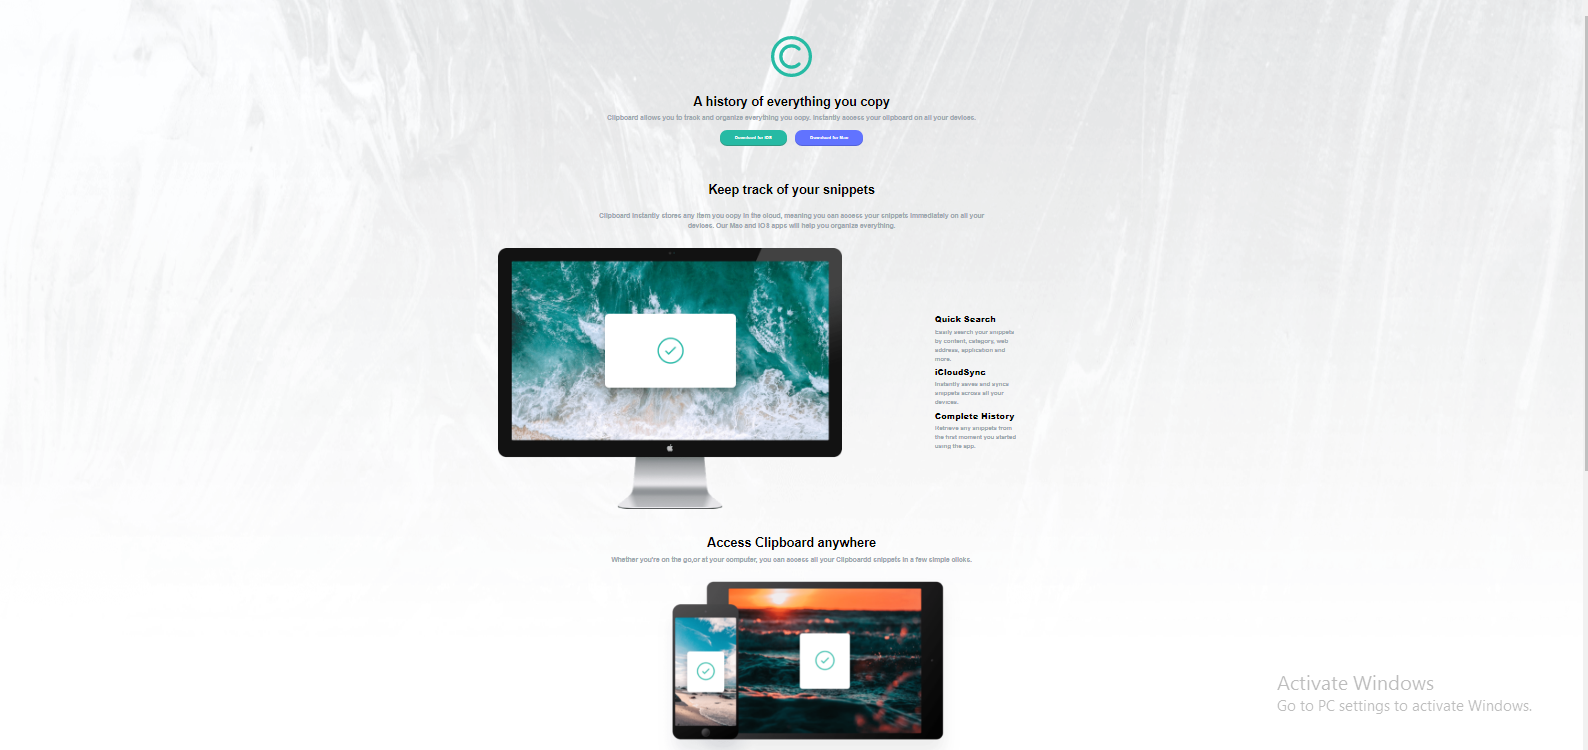 A history of everything you copy
Clipboard allows you to track and organize everything you copy. Instantly access your clipboard on all your devices.
Download for iOS Download for Mac
Keep track of your snippets
Clipboard instantly stores any item you copy in the cloud, meaning you can access your snippets immediately on all your
devices. Our Mac and iOS apps will help you organize everything.
Quick Search
Easily search your snippets
by content, category, web
address, application and
more.
iCloudSync
Instantly saves and syncs
snippets across all your
devices.
Complete History
Retrieve any snippets from
the first moment you started
using the app.
Access Clipboard anywhere
Whether you're on the go,or at your computer, you can access all your Clipboardd snippets in a few simple clicks.
Activate Windows
Go to PC settings to activate Windows.